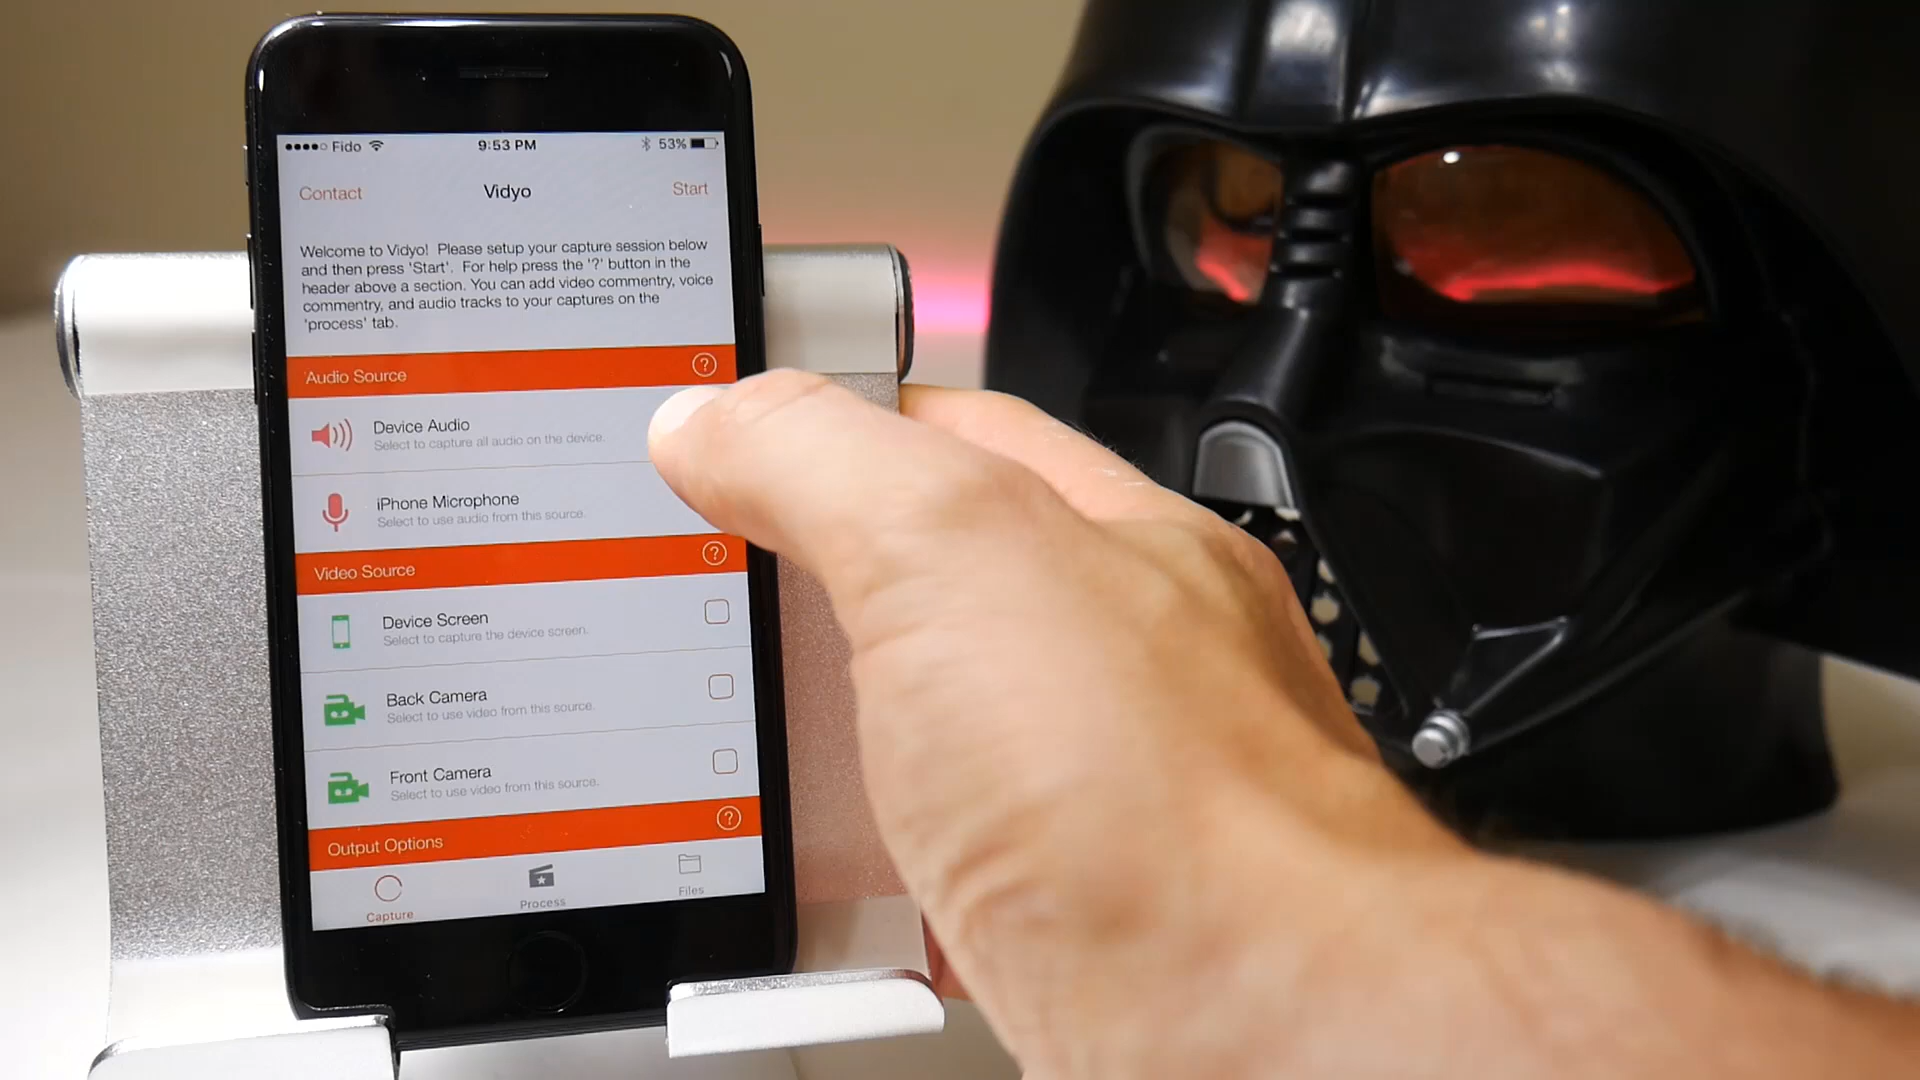 Fido 9:53 PM 53%
Contact Vidyo Start
Welcome to Vidyo! Please setup your capture session below
and then press 'Start'. For help press the '?' button in the
header above a section. You can add video commentry, voice
commentry, and audio tracks to your captures on the
'process' tab.
Audio Source ?
Device Audio
Select to capture all audio on the device.
iPhone Microphone
Select to use audio from this source.
Video Source ?
Device Screen
Select to capture the device screen.
Back Camera
Select to use video from this source.
Front Camera
Select to use video from this source.
Output Options ?
Capture Process Files